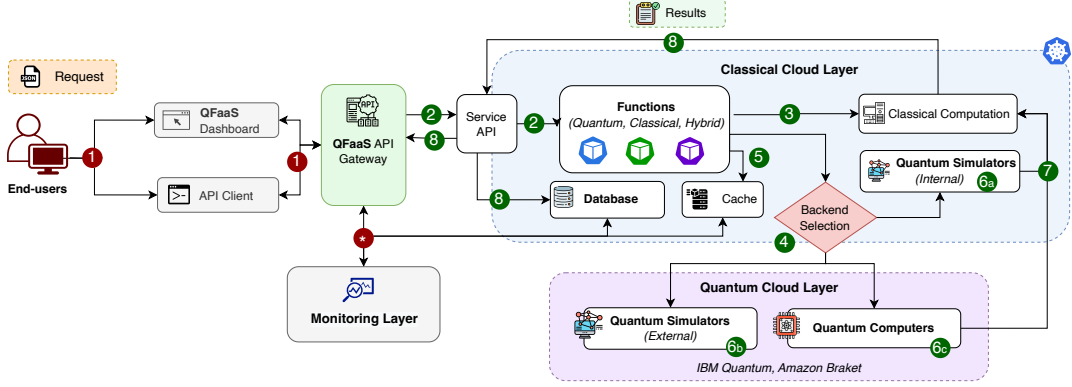 Results
8
Request
JSON
Classical Cloud Layer
QFaaS
Dashboard
API
QFaaS API
Gateway
2
8
Service
API
2
Functions
(Quantum, Classical, Hybrid)
3
Classical Computation
1
1
End-users
API Client
5
Quantum Simulators
(Internal)
6a
7
8
Database
Cache
Backend
Selection
4
*
Monitoring Layer
Quantum Cloud Layer
Quantum Simulators
(External)
6b
Quantum Computers
6c
IBM Quantum, Amazon Braket